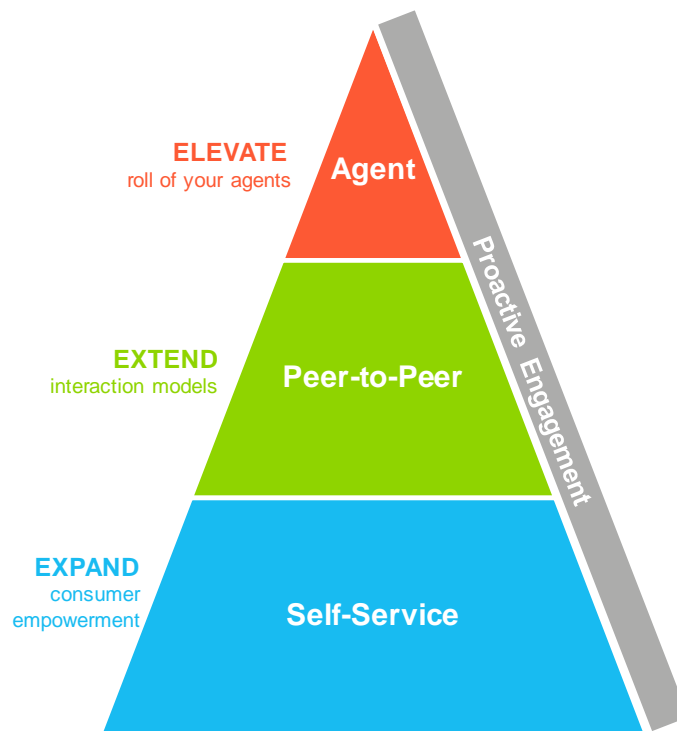 ELEVATE
roll of your agents
Agent
Proactive Engagement
EXTEND
interaction models
Peer-to-Peer
EXPAND
consumer
empowerment
Self-Service